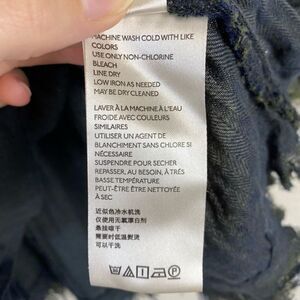 MACHINE WASH COLD WITH LIKE
COLORS
USE ONLY NON-CHLORINE
BLEACH
LINE DRY
LOW IRON AS NEEDED
MAY BE DRY CLEANED
LAVER À LA MACHINE À L'EAU
FROIDE AVEC COULEURS
SIMILAIRES
UTILISER UN AGENT DE
BLANCHIMENT SANS CHLORE SI
NÉCESSAIRE
SUSPENDRE POUR SECHER
REPASSER, AU BESOIN, À TRÈS
BASSE TEMPÉRATURE
PEUT-ÊTRE ÊTRE NETTOYÉE
À SEC
近似色冷水机洗
仅使用无氯漂白剂
悬挂晾干
需要时低温熨烫
可以干洗